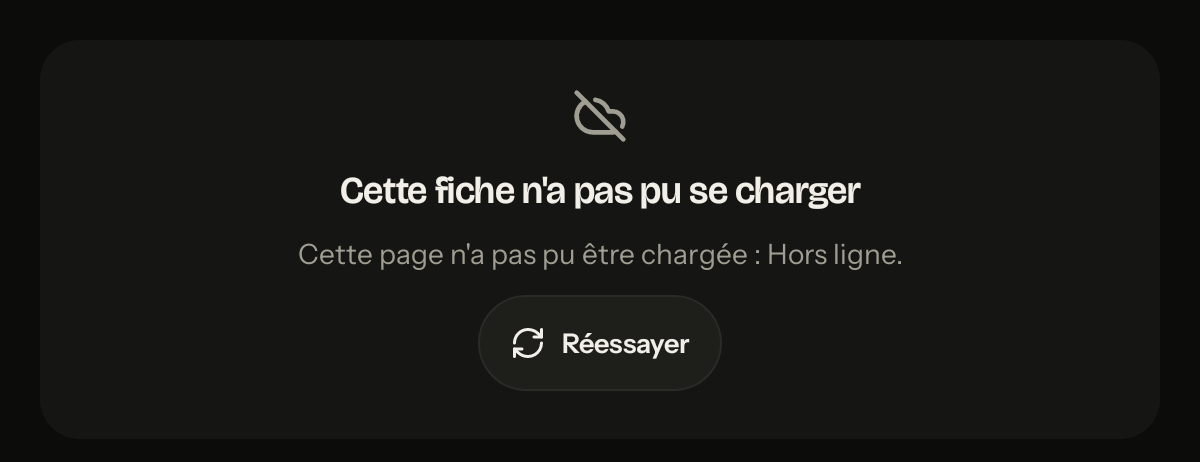 Cette fiche n'a pas pu se charger
Cette page n'a pas pu être chargée : Hors ligne.
Réessayer